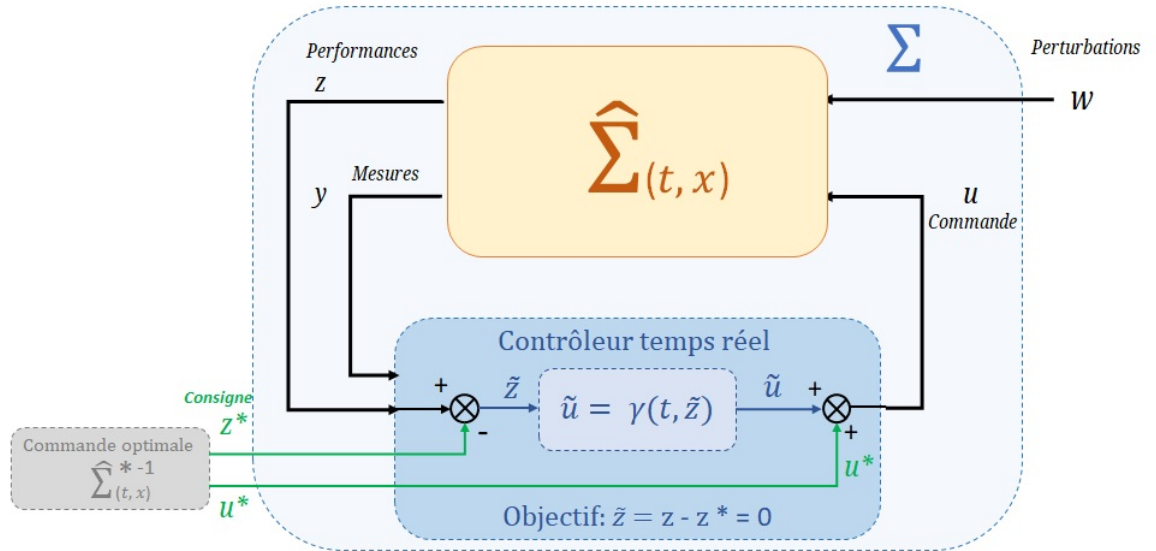 Performances
z
Σ
Perturbations
w
Σ̂(t, x)
Mesures
y
u
Commande
Contrôleur temps réel
Consigne
z*
+
-
z̃
ũ = γ(t, z̃)
ũ
+
+
u*
Commande optimale
Σ̂*-1(t, x)
u*
Objectif: z̃ = z - z * = 0